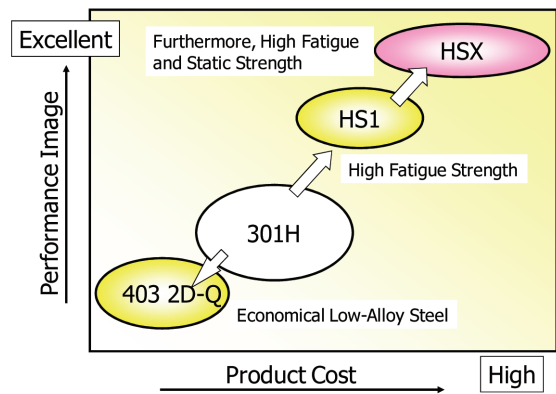 Excellent
Furthermore, High Fatigue
and Static Strength
HSX
HS1
High Fatigue Strength
301H
403 2D-Q
Economical Low-Alloy Steel
Performance Image
Product Cost
High